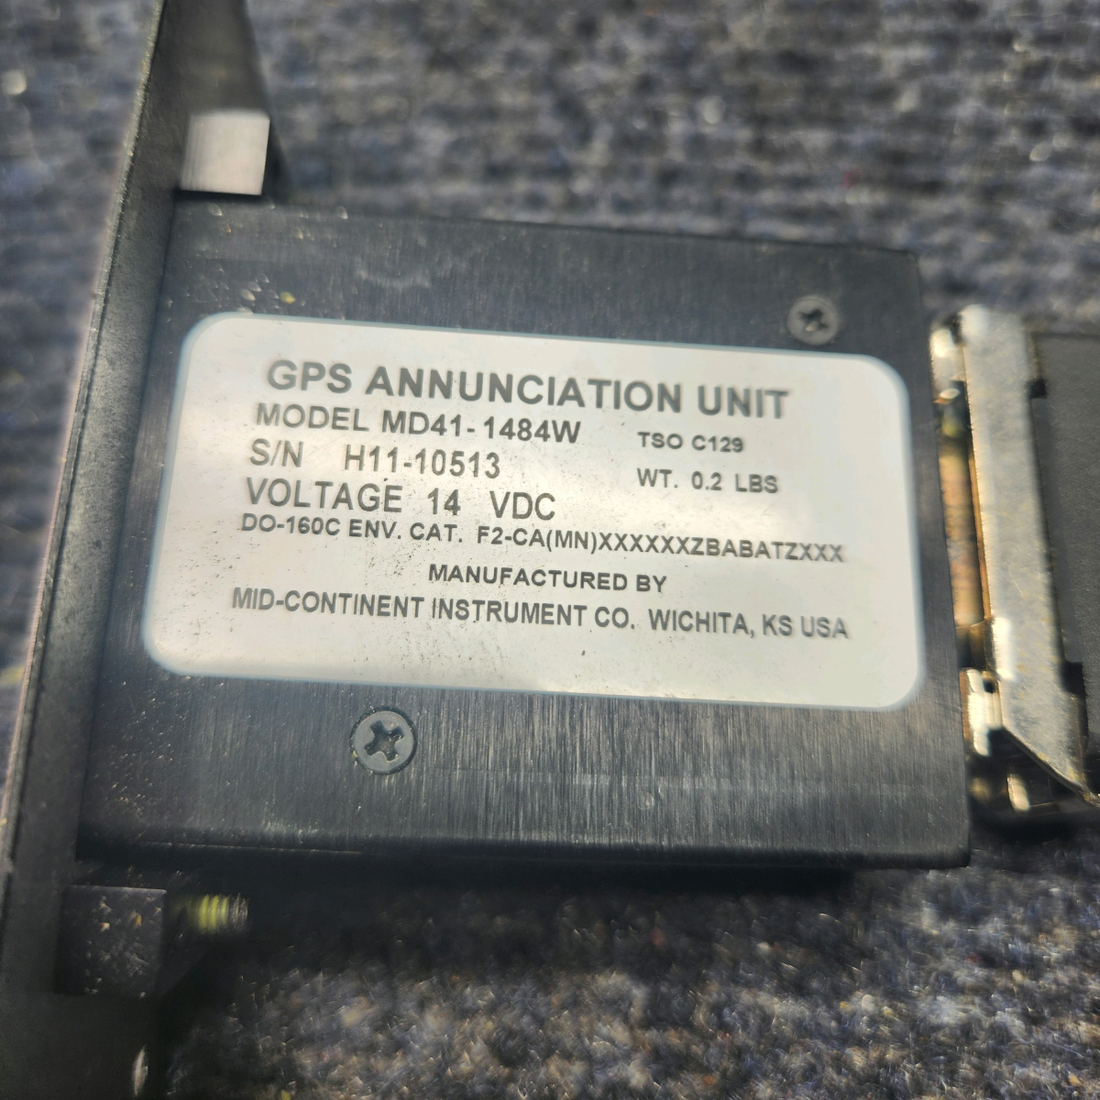 GPS ANNUNCIATION UNIT
MODEL MD41-1484W TSO C129
S/N H11-10513 WT. 0.2 LBS
VOLTAGE 14 VDC
DO-160C ENV. CAT. F2-CA(MN)XXXXXXZBABATZXXX
MANUFACTURED BY
MID-CONTINENT INSTRUMENT CO. WICHITA, KS USA